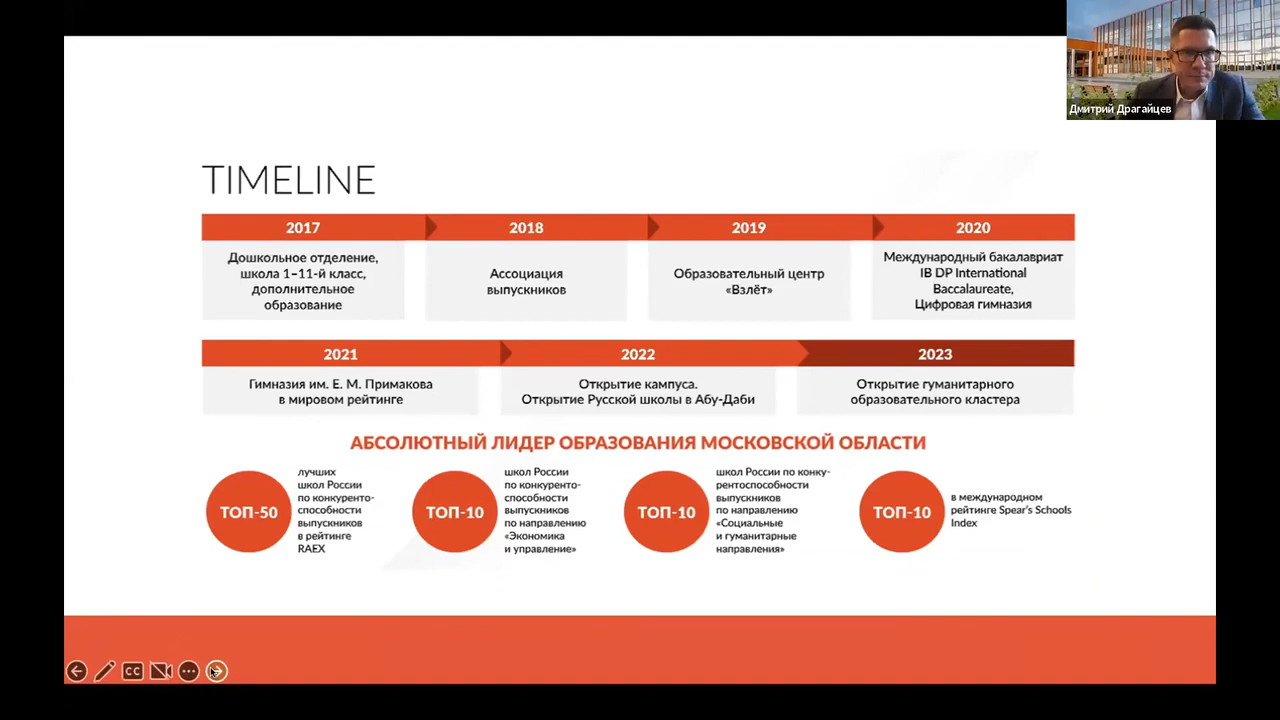 Дмитрий Драгайцев
TIMELINE
2017
2018
2019
2020
Дошкольное отделение,
школа 1–11-й класс,
дополнительное
образование
Ассоциация
выпускников
Образовательный центр
«Взлёт»
Международный бакалавриат
IB DP International
Baccalaureate,
Цифровая гимназия
2021
2022
2023
Гимназия им. Е. М. Примакова
в мировом рейтинге
Открытие кампуса.
Открытие Русской школы в Абу-Даби
Открытие гуманитарного
образовательного кластера
АБСОЛЮТНЫЙ ЛИДЕР ОБРАЗОВАНИЯ МОСКОВСКОЙ ОБЛАСТИ
ТОП-50
лучших
школ России
по конкуренто-
способности
выпускников
в рейтинге
RAEX
ТОП-10
школ России
по конкуренто-
способности
выпускников
по направлению
«Экономика
и управление»
ТОП-10
школ России по конку-
рентоспособности
выпускников
по направлению
«Социальные
и гуманитарные
направления»
ТОП-10
в международном
рейтинге Spear's Schools
Index
CC